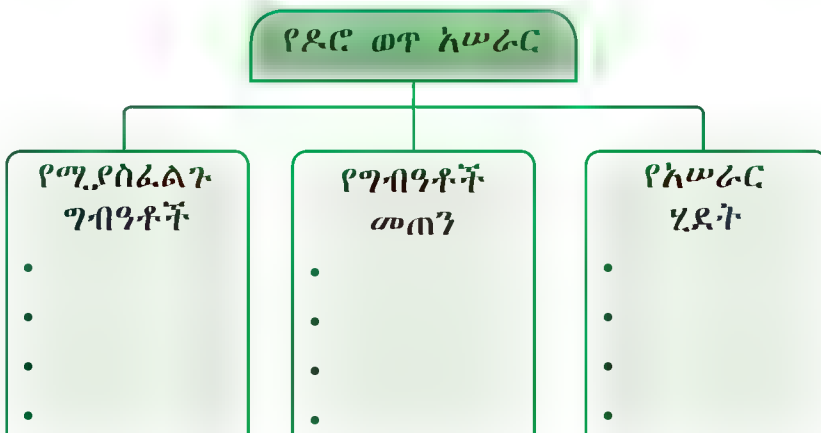 የዶሮ ወጥ አሠራር
የሚያስፈልጉ
ግብዓቶች
የግብዓቶች
መጠን
የአሠራር
ሂደት